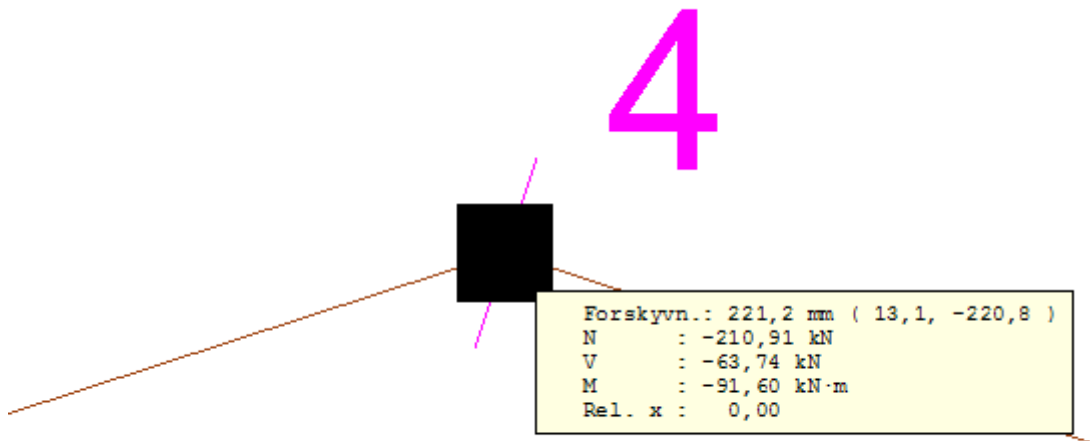 4
Forskyvn.: 221,2 mm ( 13,1, -220,8 )
N : -210,91 kN
V : -63,74 kN
M : -91,60 kN·m
Rel. x : 0,00